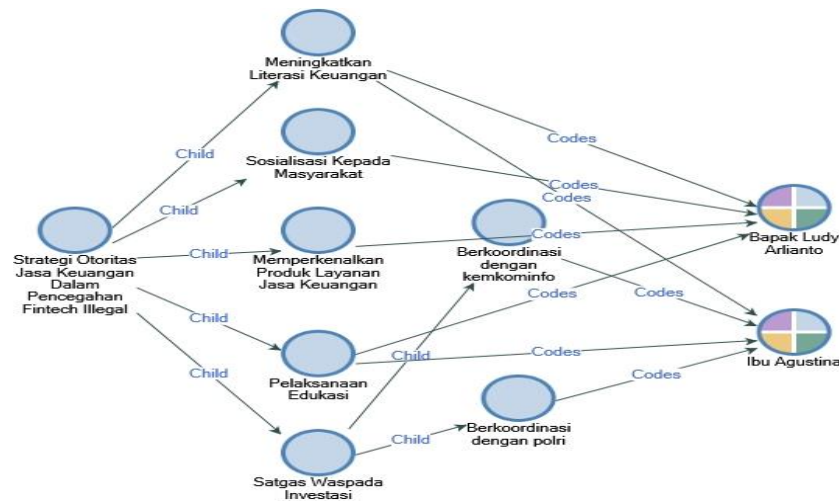 Meningkatkan
Literasi Keuangan
Child
Codes
Sosialisasi Kepada
Masyarakat
Child
Codes
Codes
Strategi Otoritas
Jasa Keuangan
Dalam
Pencegahan
Fintech Illegal
Child
Memperkenalkan
Produk Layanan
Jasa Keuangan
Berkoordinasi
dengan
kemkominfo
Codes
Bapak Ludy
Arlianto
Child
Codes
Codes
Pelaksanaan
Edukasi
Child
Codes
Ibu Agustina
Child
Satgas Waspada
Investasi
Child
Berkoordinasi
dengan polri
Codes